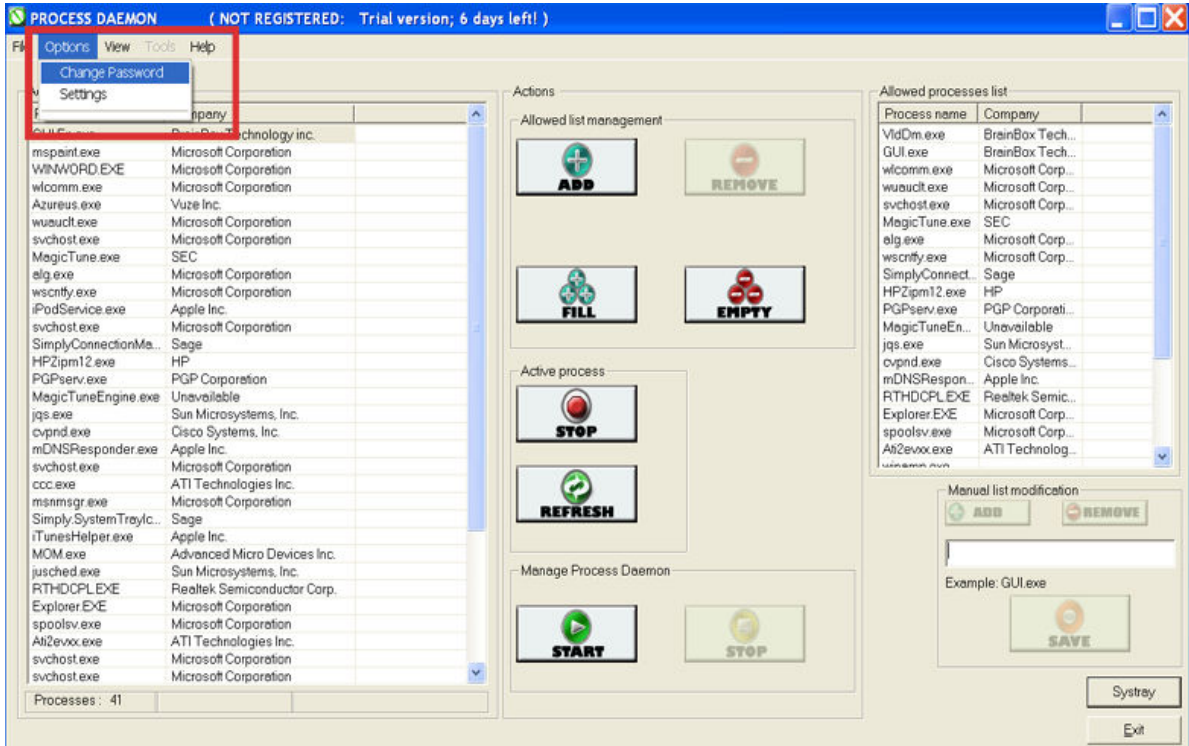 PROCESS DAEMON ( NOT REGISTERED: Trial version; 6 days left! )
Options View Tools Help
Change Password
Settings
Company
BrainBox Technology inc.
mspaint.exe Microsoft Corporation
WINWORD.EXE Microsoft Corporation
wlcomm.exe Microsoft Corporation
Azureus.exe Vuze Inc.
wuauclt.exe Microsoft Corporation
svchost.exe Microsoft Corporation
MagicTune.exe SEC
alg.exe Microsoft Corporation
wscntfy.exe Microsoft Corporation
iPodService.exe Apple Inc.
svchost.exe Microsoft Corporation
SimplyConnectionMa... Sage
HPZipm12.exe HP
PGPserv.exe PGP Corporation
MagicTuneEngine.exe Unavailable
jqs.exe Sun Microsystems, Inc.
cvpnd.exe Cisco Systems, Inc.
mDNSResponder.exe Apple Inc.
svchost.exe Microsoft Corporation
ccc.exe ATI Technologies Inc.
msnmsgr.exe Microsoft Corporation
Simply.SystemTrayIc... Sage
iTunesHelper.exe Apple Inc.
MOM.exe Advanced Micro Devices Inc.
jusched.exe Sun Microsystems, Inc.
RTHDCPL.EXE Realtek Semiconductor Corp.
Explorer.EXE Microsoft Corporation
spoolsv.exe Microsoft Corporation
Ati2evxx.exe ATI Technologies Inc.
svchost.exe Microsoft Corporation
svchost.exe Microsoft Corporation
Processes : 41
Actions
Allowed list management
ADD
REMOVE
FILL
EMPTY
Active process
STOP
REFRESH
Manage Process Daemon
START
STOP
Allowed processes list
Process name Company
VldDm.exe BrainBox Tech...
GUI.exe BrainBox Tech...
wlcomm.exe Microsoft Corp...
wuauclt.exe Microsoft Corp...
svchost.exe Microsoft Corp...
MagicTune.exe SEC
alg.exe Microsoft Corp...
wscntfy.exe Microsoft Corp...
SimplyConnect... Sage
HPZipm12.exe HP
PGPserv.exe PGP Corporati...
MagicTuneEn... Unavailable
jqs.exe Sun Microsyst...
cvpnd.exe Cisco Systems...
mDNSRespon... Apple Inc.
RTHDCPL.EXE Realtek Semic...
Explorer.EXE Microsoft Corp...
spoolsv.exe Microsoft Corp...
Ati2evxx.exe ATI Technolog...
winamp.exe
Manual list modification
ADD
REMOVE
Example: GUI.exe
SAVE
Systray
Exit